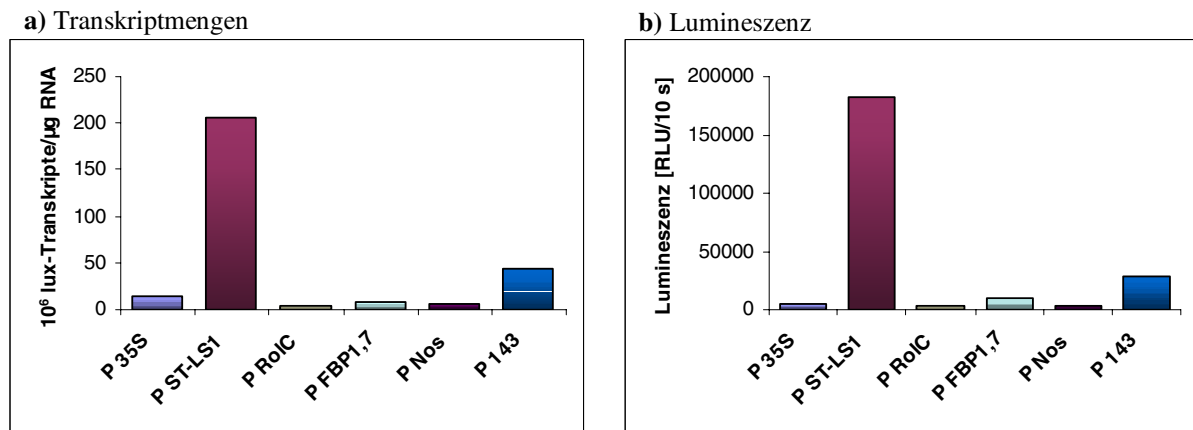 a) Transkriptmengen
10⁶ lux-Transkripte/µg RNA
250
200
150
100
50
0
P 35S
P ST-LS1
P RolC
P FBP1,7
P Nos
P 143
b) Lumineszenz
Lumineszenz [RLU/10 s]
200000
150000
100000
50000
0
P 35S
P ST-LS1
P RolC
P FBP1,7
P Nos
P 143